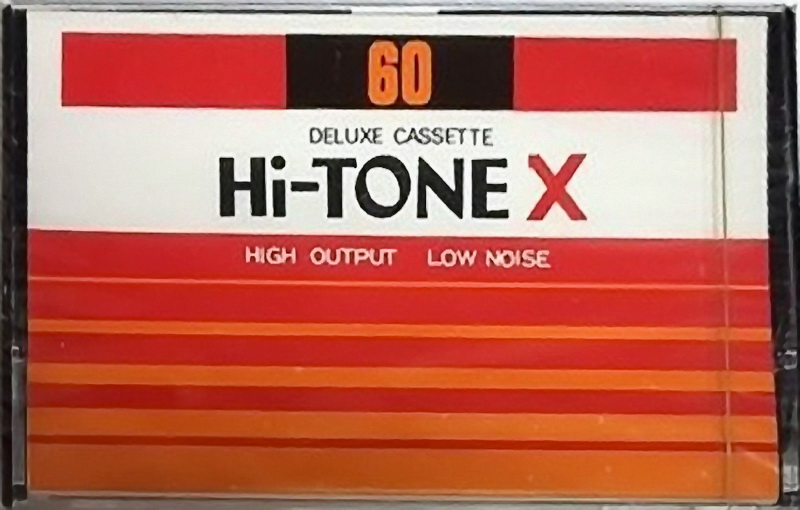 60
DELUXE CASSETTE
Hi-TONE X
HIGH OUTPUT LOW NOISE